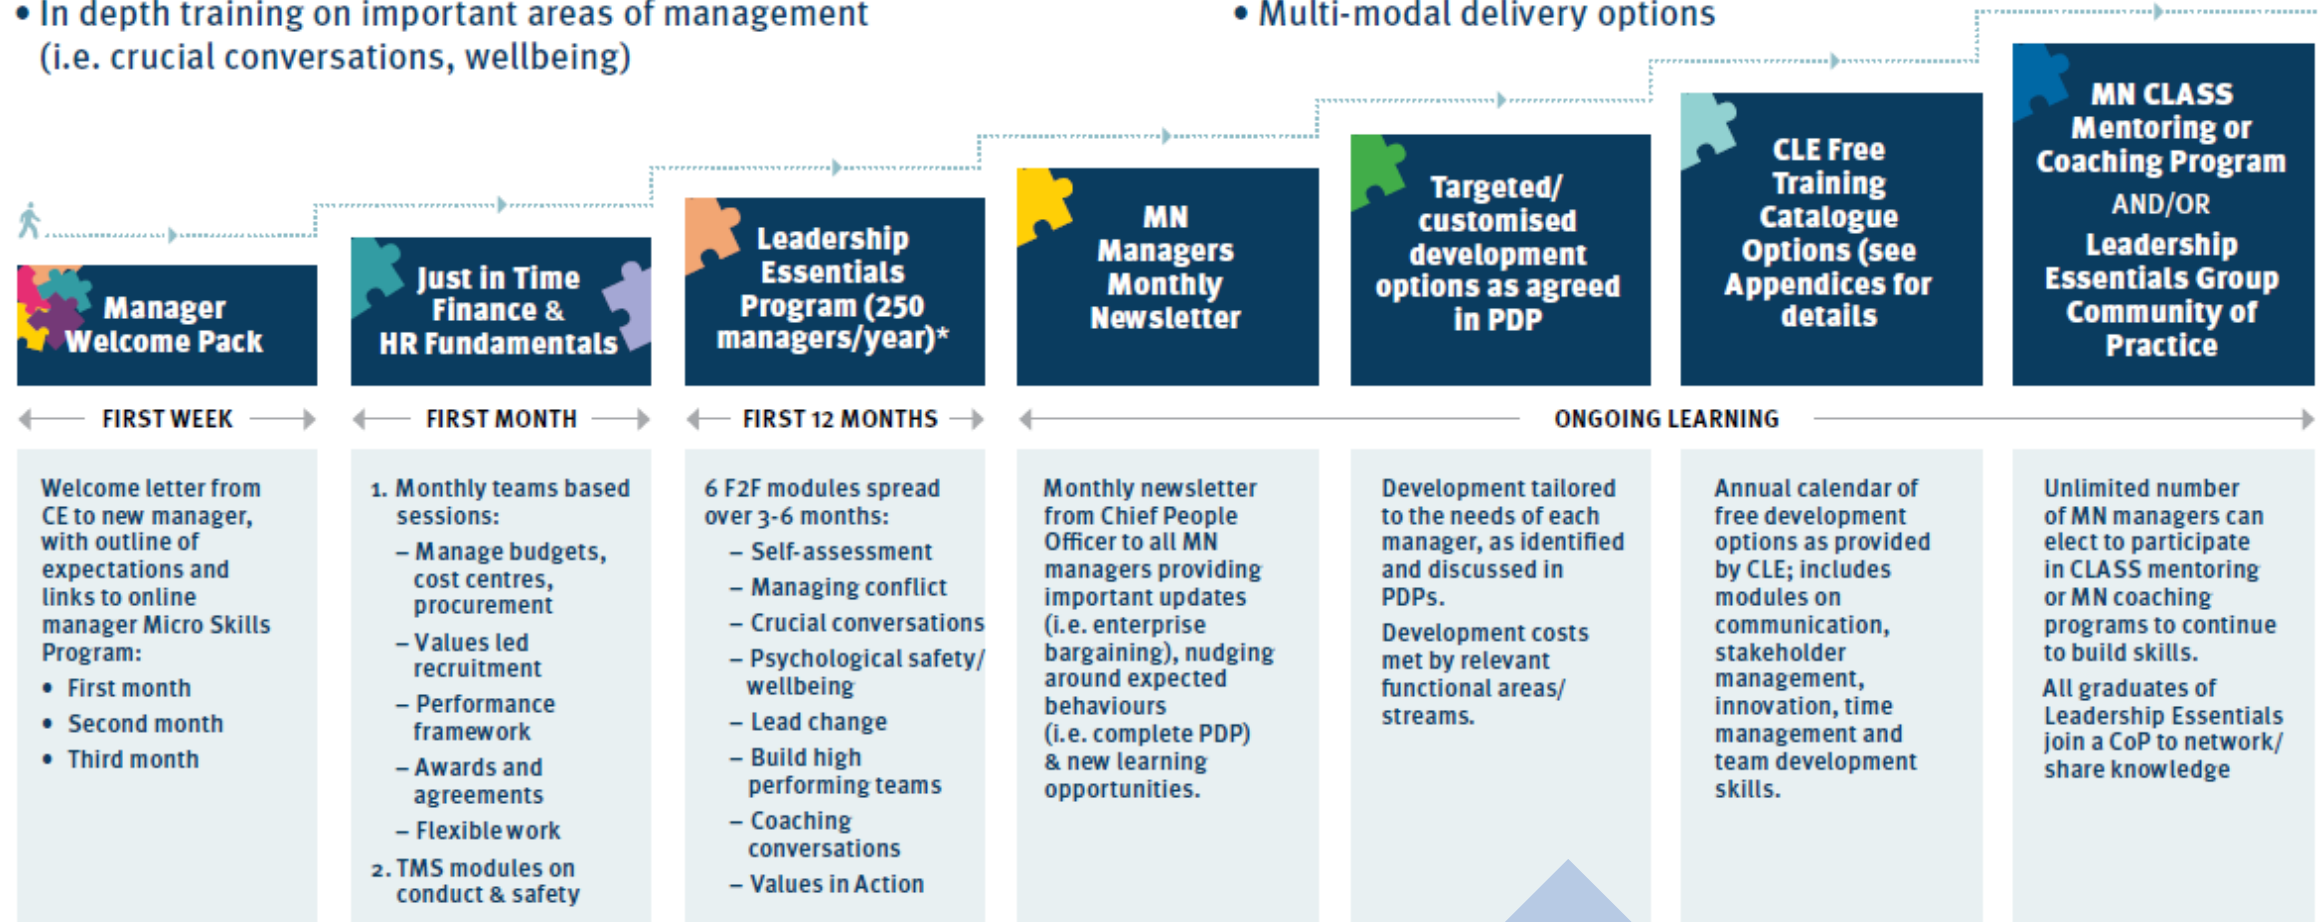 • In depth training on important areas of management
(i.e. crucial conversations, wellbeing)
• Multi-modal delivery options
Manager
Welcome Pack
Just in Time
Finance &
HR Fundamentals
Leadership
Essentials
Program (250
managers/year)*
MN
Managers
Monthly
Newsletter
Targeted/
customised
development
options as agreed
in PDP
CLE Free
Training
Catalogue
Options (see
Appendices for
details
MN CLASS
Mentoring or
Coaching Program
AND/OR
Leadership
Essentials Group
Community of
Practice
FIRST WEEK
FIRST MONTH
FIRST 12 MONTHS
ONGOING LEARNING
Welcome letter from
CE to new manager,
with outline of
expectations and
links to online
manager Micro Skills
Program:
• First month
• Second month
• Third month
1. Monthly teams based
sessions:
– Manage budgets,
cost centres,
procurement
– Values led
recruitment
– Performance
framework
– Awards and
agreements
– Flexible work
2. TMS modules on
conduct & safety
6 F2F modules spread
over 3-6 months:
– Self-assessment
– Managing conflict
– Crucial conversations
– Psychological safety/
wellbeing
– Lead change
– Build high
performing teams
– Coaching
conversations
– Values in Action
Monthly newsletter
from Chief People
Officer to all MN
managers providing
important updates
(i.e. enterprise
bargaining), nudging
around expected
behaviours
(i.e. complete PDP)
& new learning
opportunities.
Development tailored
to the needs of each
manager, as identified
and discussed in
PDPs.
Development costs
met by relevant
functional areas/
streams.
Annual calendar of
free development
options as provided
by CLE; includes
modules on
communication,
stakeholder
management,
innovation, time
management and
team development
skills.
Unlimited number
of MN managers can
elect to participate
in CLASS mentoring
or MN coaching
programs to continue
to build skills.
All graduates of
Leadership Essentials
join a CoP to network/
share knowledge